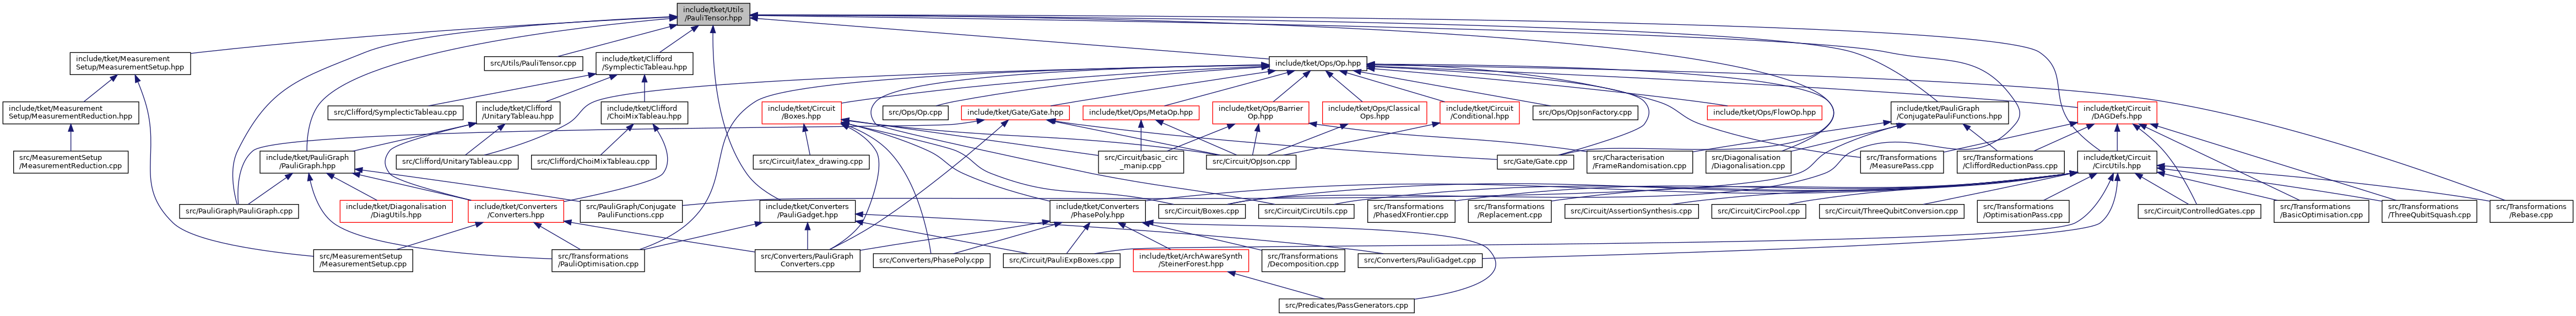 include/tket/Utils
/PauliTensor.hpp
include/tket/Measurement
Setup/MeasurementSetup.hpp
src/Utils/PauliTensor.cpp
include/tket/Clifford
/SymplecticTableau.hpp
include/tket/Ops/Op.hpp
include/tket/Measurement
Setup/MeasurementReduction.hpp
src/Clifford/SymplecticTableau.cpp
include/tket/Clifford
/UnitaryTableau.hpp
include/tket/Clifford
/ChoiMixTableau.hpp
include/tket/Circuit
/Boxes.hpp
src/Ops/Op.cpp
include/tket/Gate/Gate.hpp
include/tket/Ops/MetaOp.hpp
include/tket/Ops/Barrier
Op.hpp
include/tket/Ops/Classical
Ops.hpp
include/tket/Circuit
/Conditional.hpp
src/Ops/OpJsonFactory.cpp
include/tket/Ops/FlowOp.hpp
include/tket/PauliGraph
/ConjugatePauliFunctions.hpp
include/tket/Circuit
/DAGDefs.hpp
src/MeasurementSetup
/MeasurementReduction.cpp
include/tket/PauliGraph
/PauliGraph.hpp
src/Clifford/UnitaryTableau.cpp
src/Clifford/ChoiMixTableau.cpp
src/Circuit/latex_drawing.cpp
src/Circuit/basic_circ
_manip.cpp
src/Circuit/OpJson.cpp
src/Gate/Gate.cpp
src/Characterisation
/FrameRandomisation.cpp
src/Diagonalisation
/Diagonalisation.cpp
src/Transformations
/MeasurePass.cpp
src/Transformations
/CliffordReductionPass.cpp
include/tket/Circuit
/CircUtils.hpp
src/PauliGraph/PauliGraph.cpp
include/tket/Diagonalisation
/DiagUtils.hpp
include/tket/Converters
/Converters.hpp
src/PauliGraph/Conjugate
PauliFunctions.cpp
include/tket/Converters
/PauliGadget.hpp
include/tket/Converters
/PhasePoly.hpp
src/Circuit/Boxes.cpp
src/Circuit/CircUtils.cpp
src/Transformations
/PhasedXFrontier.cpp
src/Transformations
/Replacement.cpp
src/Circuit/AssertionSynthesis.cpp
src/Circuit/CircPool.cpp
src/Circuit/ThreeQubitConversion.cpp
src/Transformations
/OptimisationPass.cpp
src/Circuit/ControlledGates.cpp
src/Transformations
/BasicOptimisation.cpp
src/Transformations
/ThreeQubitSquash.cpp
src/Transformations
/Rebase.cpp
src/MeasurementSetup
/MeasurementSetup.cpp
src/Transformations
/PauliOptimisation.cpp
src/Converters/PauliGraph
Converters.cpp
src/Converters/PhasePoly.cpp
src/Circuit/PauliExpBoxes.cpp
include/tket/ArchAwareSynth
/SteinerForest.hpp
src/Transformations
/Decomposition.cpp
src/Converters/PauliGadget.cpp
src/Predicates/PassGenerators.cpp